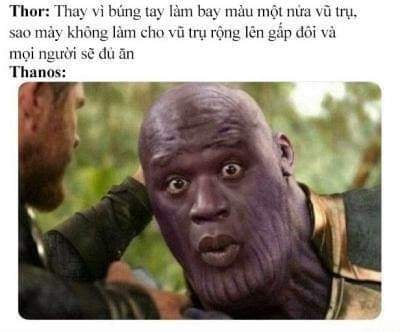 Thor: Thay vì búng tay làm bay màu một nửa vũ trụ,
sao mày không làm cho vũ trụ rộng lên gấp đôi và
mọi người sẽ đủ ăn
Thanos: